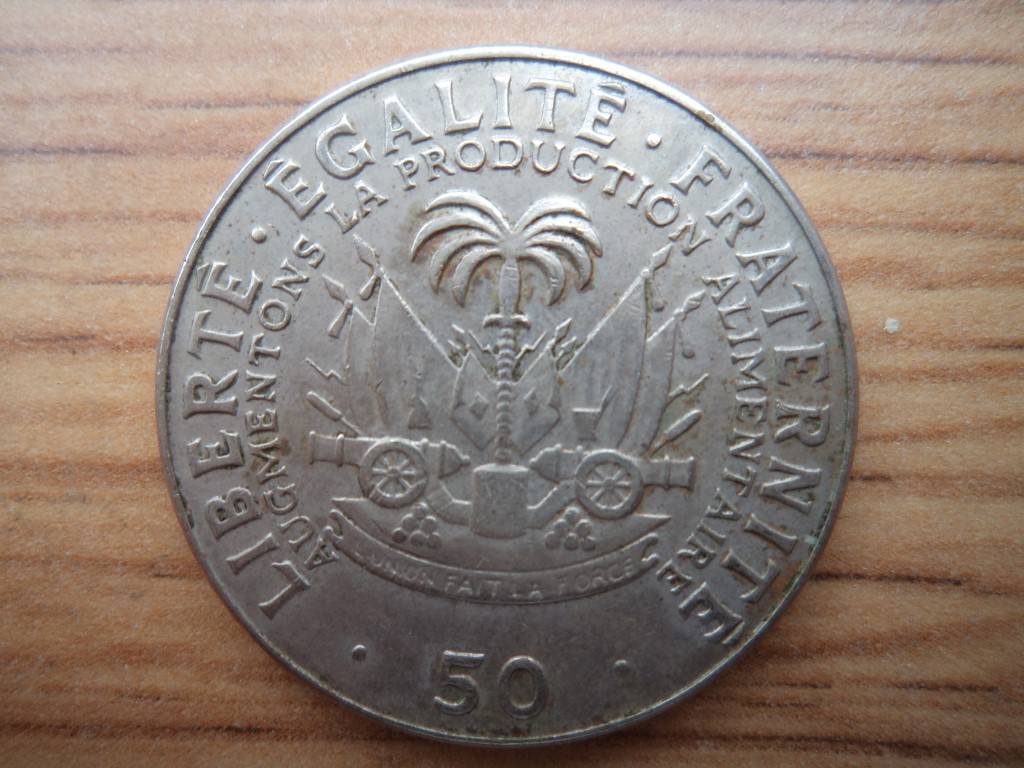 LIBERTÉ · ÉGALITÉ · FRATERNITÉ
AUGMENTONS LA PRODUCTION ALIMENTAIRE
L'UNION FAIT LA FORCE
· 50 ·